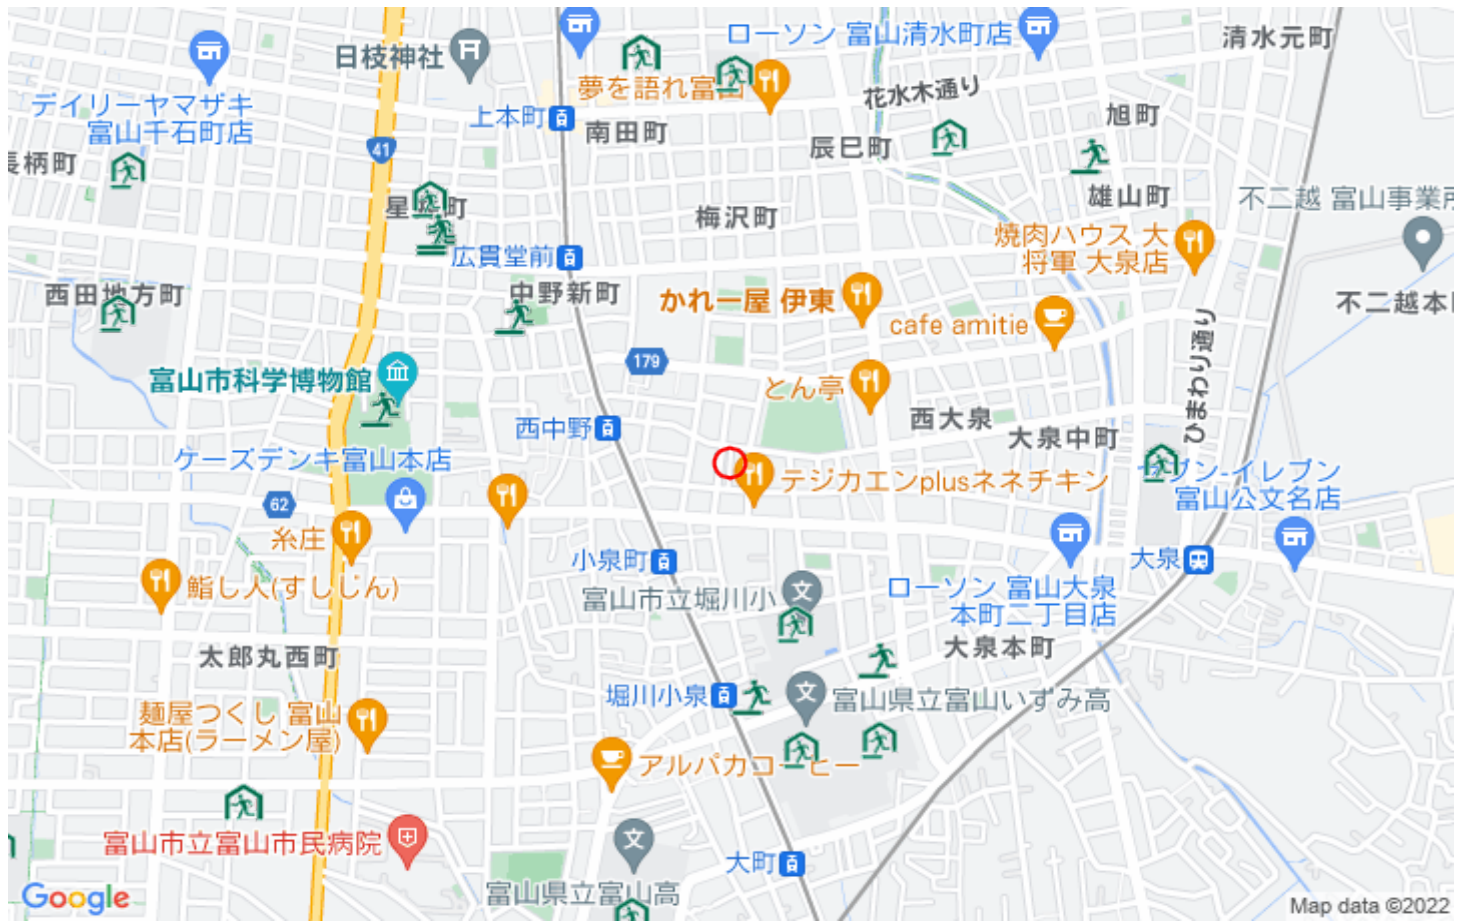 ローソン 富山清水町店
清水元町
日枝神社
夢を語れ富山
花水木通り
デイリーヤマザキ
富山千石町店
上本町
南田町
旭町
辰巳町
41
長柄町
雄山町
不二越 富山事業所
梅沢町
焼肉ハウス 大
将軍 大泉店
広貫堂前
西田地方町
中野新町
かれー屋 伊東
cafe amitie
不二越本町
ひまわり通り
179
富山市科学博物館
とん亭
西中野
西大泉
大泉中町
ケーズデンキ富山本店
テジカエンplusネネチキン
セブン-イレブン
富山公文名店
62
糸庄
小泉町
大泉
鮨し人(すしじん)
富山市立堀川小
ローソン 富山大泉
本町二丁目店
太郎丸西町
大泉本町
堀川小泉
富山県立富山いずみ高
麺屋つくし 富山
本店(ラーメン屋)
アルパカコーヒー
富山市立富山市民病院
大町
富山県立富山高
Google
Map data ©2022